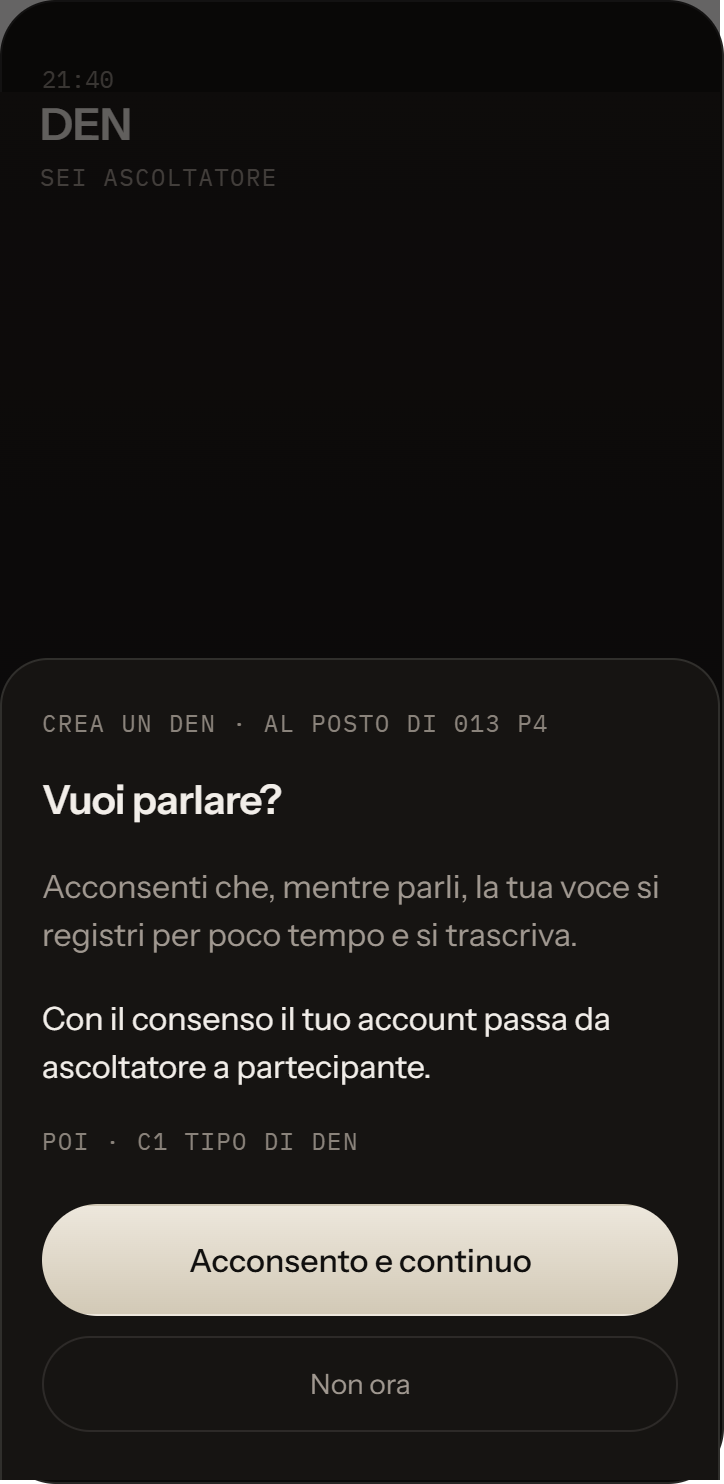 21:40
DEN
SEI ASCOLTATORE
CREA UN DEN · AL POSTO DI 013 P4
Vuoi parlare?
Acconsenti che, mentre parli, la tua voce si
registri per poco tempo e si trascriva.
Con il consenso il tuo account passa da
ascoltatore a partecipante.
POI · C1 TIPO DI DEN
Acconsento e continuo
Non ora